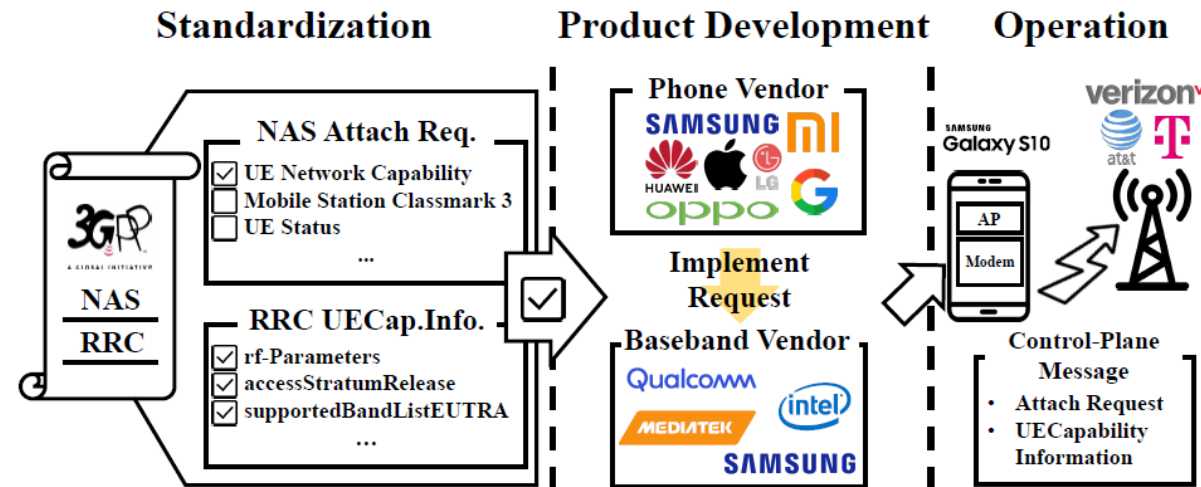 Standardization
Product Development
Operation
3GPP
A GLOBAL INITIATIVE
NAS
RRC
NAS Attach Req.
UE Network Capability
Mobile Station Classmark 3
UE Status
...
RRC UECap.Info.
rf-Parameters
accessStratumRelease
supportedBandListEUTRA
...
Phone Vendor
SAMSUNG
MI
HUAWEI
LG
G
oppo
Implement
Request
Baseband Vendor
Qualcomm
intel
MEDIATEK
SAMSUNG
verizon
SAMSUNG
Galaxy S10
at&t
T
AP
Modem
Control-Plane
Message
• Attach Request
• UECapability
Information